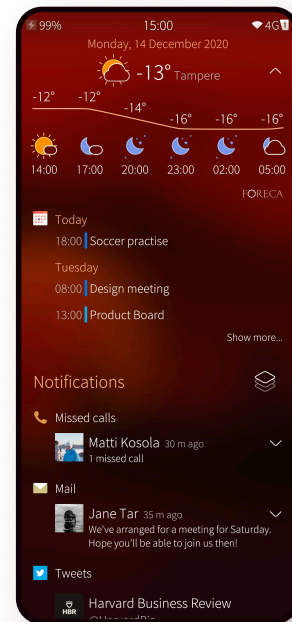 99% 15:00 4G 1
Monday, 14 December 2020
-13° Tampere
-12° -12° -14° -16° -16° -16°
14:00 17:00 20:00 23:00 02:00 05:00
FORECA
Today
18:00 Soccer practise
Tuesday
08:00 Design meeting
13:00 Product Board
Show more...
Notifications
Missed calls
Matti Kosola 30 m ago
1 missed call
Mail
Jane Tar 35 m ago
We've arranged for a meeting for Saturday.
Hope you'll be able to join us then!
Tweets
HBR
Harvard Business Review